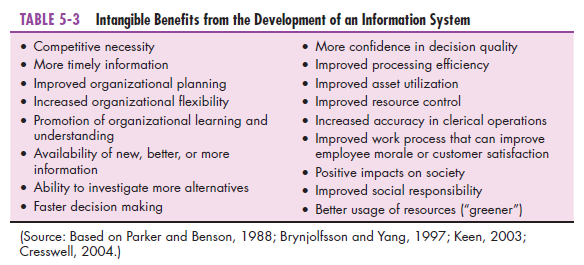 TABLE 5-3 Intangible Benefits from the Development of an Information System
• Competitive necessity
• More timely information
• Improved organizational planning
• Increased organizational flexibility
• Promotion of organizational learning and
understanding
• Availability of new, better, or more
information
• Ability to investigate more alternatives
• Faster decision making
• More confidence in decision quality
• Improved processing efficiency
• Improved asset utilization
• Improved resource control
• Increased accuracy in clerical operations
• Improved work process that can improve
employee morale or customer satisfaction
• Positive impacts on society
• Improved social responsibility
• Better usage of resources (“greener”)
(Source: Based on Parker and Benson, 1988; Brynjolfsson and Yang, 1997; Keen, 2003;
Cresswell, 2004.)